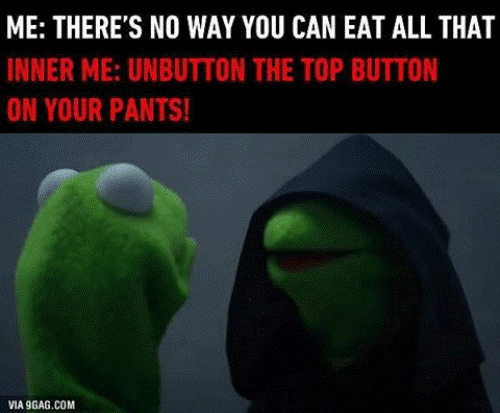 ME: THERE'S NO WAY YOU CAN EAT ALL THAT
INNER ME: UNBUTTON THE TOP BUTTON
ON YOUR PANTS!
VIA 9GAG.COM